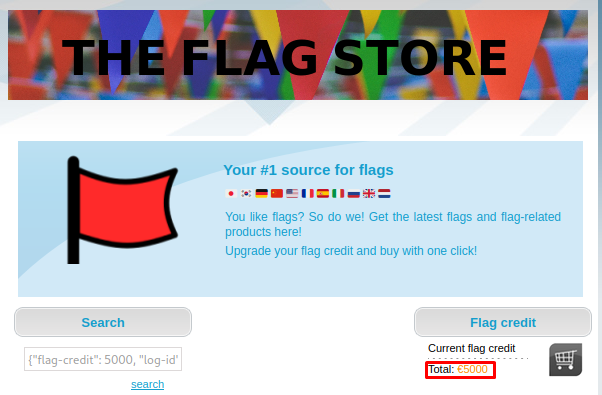 THE FLAG STORE
Your #1 source for flags
You like flags? So do we! Get the latest flags and flag-related
products here!
Upgrade your flag credit and buy with one click!
Search
{"flag-credit": 5000, "log-id"
search
Flag credit
Current flag credit
Total: €5000